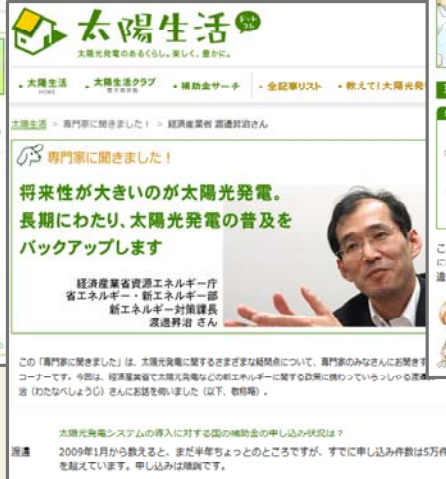 太陽生活ドットコム
太陽光発電のあるくらし。楽しく、豊かに。
太陽生活 HOME
太陽生活クラブ
補助金サーチ
全記事リスト
教えて!太陽光発
太陽生活 > 専門家に聞きました! > 経済産業省 渡邉昇治さん
専門家に聞きました!
将来性が大きいのが太陽光発電。
長期にわたり、太陽光発電の普及を
バックアップします
経済産業省資源エネルギー庁
省エネルギー・新エネルギー部
新エネルギー対策課長
渡邉昇治 さん
この「専門家に聞きました!」は、太陽光発電に関するさまざまな疑問点について、専門家のみなさんにお聞きす
コーナーです。今回は、経済産業省で太陽光発電などの新エネルギーに関する政策に携わっていらっしゃる渡邉
治(わたなべしょうじ)さんにお話を伺いました(以下、敬称略)。
太陽光発電システムの導入に対する国の補助金の申し込み状況は?
渡邉 2009年1月から数えると、まだ半年ちょっとのところですが、すでに申し込み件数は5万件
を超えています。申し込みは順調です。